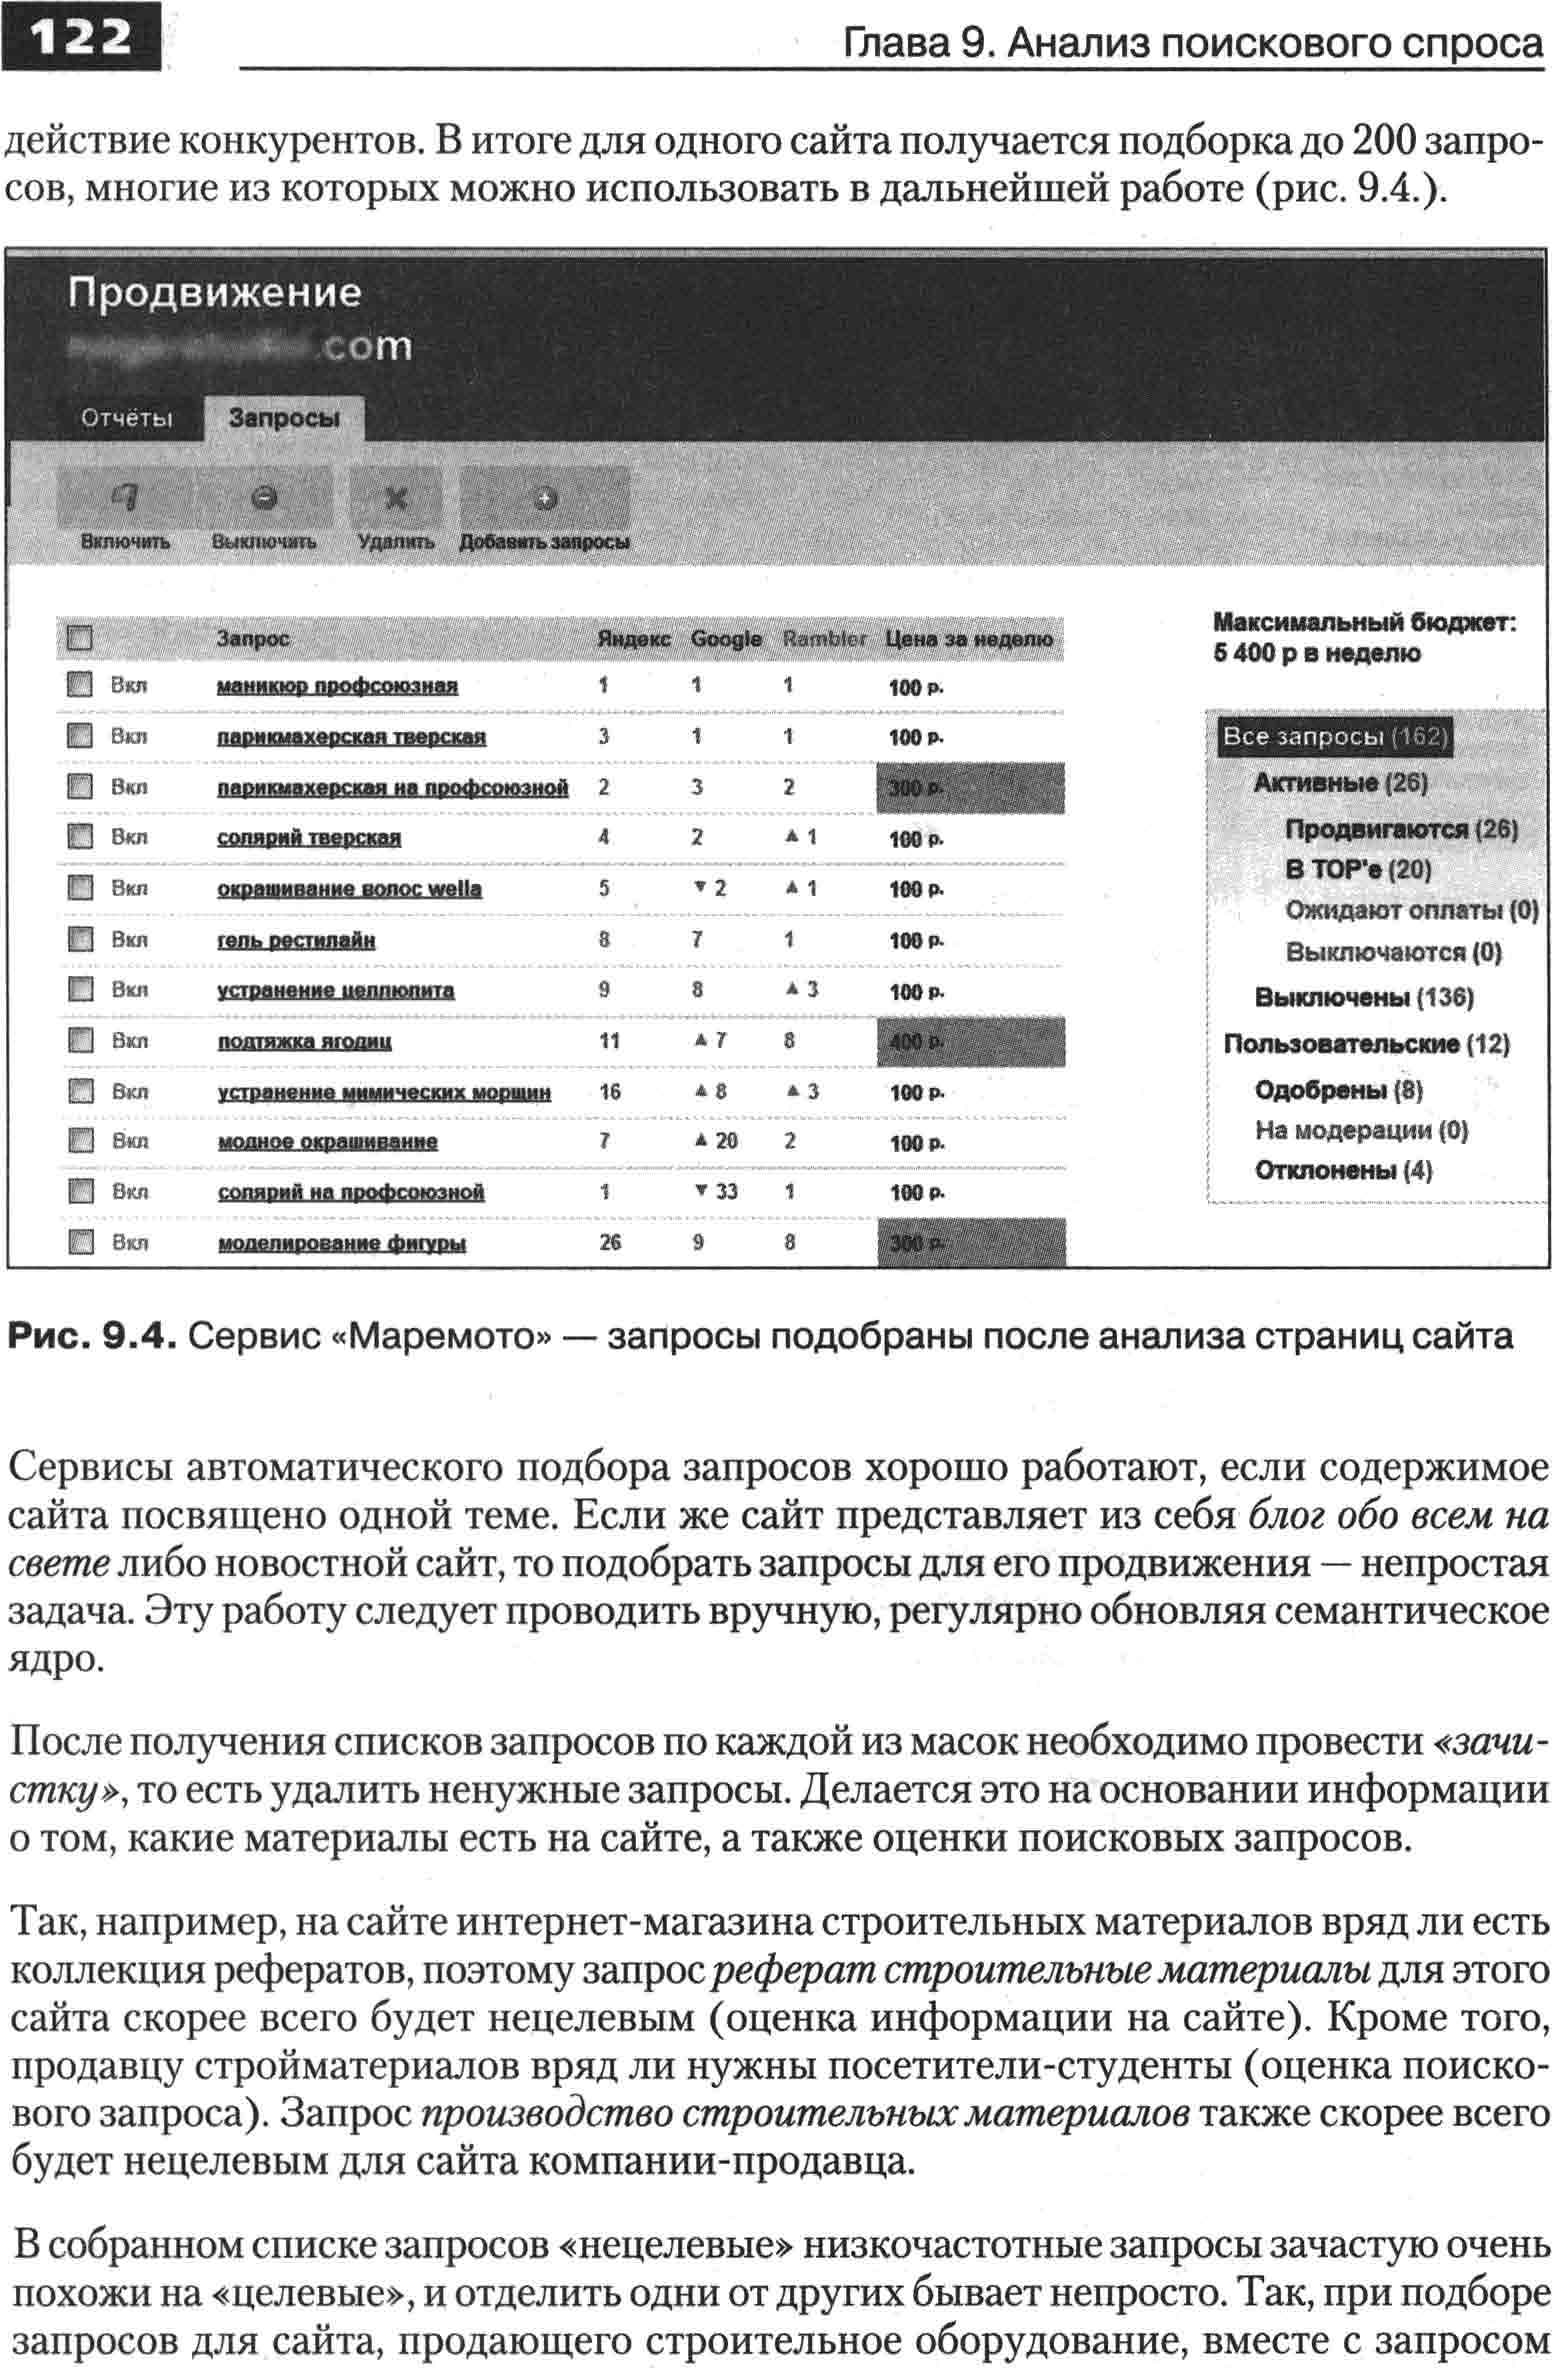 122
Глава 9. Анализ поискового спроса
действие конкурентов. В итоге для одного сайта получается подборка до 200 запро-
сов, многие из которых можно использовать в дальнейшей работе (рис. 9.4.).
Продвижение
.com
Отчёты Запросы
Включить Выключить Удалить Добавить запросы
Запрос Яндекс Google Rambler Цена за неделю
Вкл маникюр профсоюзная 1 1 1 100 р.
Вкл парикмахерская тверская 3 1 1 100 р.
Вкл парикмахерская на профсоюзной 2 3 2 300 р.
Вкл солярий тверская 4 2 ▲ 1 100 р.
Вкл окрашивание волос wella 5 ▼ 2 ▲ 1 100 р.
Вкл гель рестилайн 8 7 1 100 р.
Вкл устранение целлюлита 9 8 ▲ 3 100 р.
Вкл подтяжка ягодиц 11 ▲ 7 8 400 р.
Вкл устранение мимических морщин 16 ▲ 8 ▲ 3 100 р.
Вкл модное окрашивание 7 ▲ 20 2 100 р.
Вкл солярий на профсоюзной 1 ▼ 33 1 100 р.
Вкл моделирование фигуры 26 9 8 300 р.
Максимальный бюджет:
5 400 р в неделю
Все запросы (162)
Активные (26)
Продвигаются (26)
В TOP'е (20)
Ожидают оплаты (0)
Выключаются (0)
Выключены (136)
Пользовательские (12)
Одобрены (8)
На модерации (0)
Отклонены (4)
Рис. 9.4. Сервис «Маремото» — запросы подобраны после анализа страниц сайта
Сервисы автоматического подбора запросов хорошо работают, если содержимое
сайта посвящено одной теме. Если же сайт представляет из себя блог обо всем на
свете либо новостной сайт, то подобрать запросы для его продвижения — непростая
задача. Эту работу следует проводить вручную, регулярно обновляя семантическое
ядро.
После получения списков запросов по каждой из масок необходимо провести «зачи-
стку», то есть удалить ненужные запросы. Делается это на основании информации
о том, какие материалы есть на сайте, а также оценки поисковых запросов.
Так, например, на сайте интернет-магазина строительных материалов вряд ли есть
коллекция рефератов, поэтому запрос реферат строительные материалы для этого
сайта скорее всего будет нецелевым (оценка информации на сайте). Кроме того,
продавцу стройматериалов вряд ли нужны посетители-студенты (оценка поиско-
вого запроса). Запрос производство строительных материалов также скорее всего
будет нецелевым для сайта компании-продавца.
В собранном списке запросов «нецелевые» низкочастотные запросы зачастую очень
похожи на «целевые», и отделить одни от других бывает непросто. Так, при подборе
запросов для сайта, продающего строительное оборудование, вместе с запросом